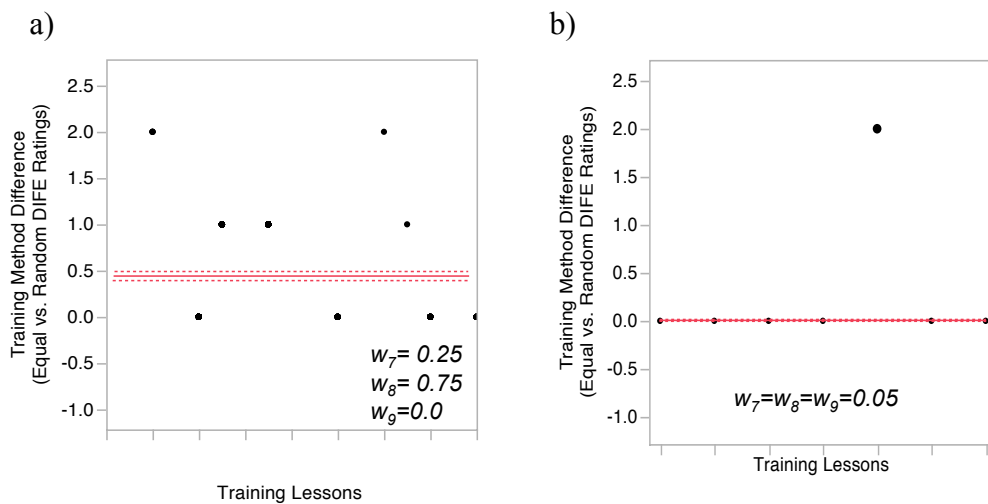 a)
Training Method Difference
(Equal vs. Random DIFE Ratings)
2.5
2.0
1.5
1.0
0.5
0.0
-0.5
-1.0
w7= 0.25
w8= 0.75
w9=0.0
Training Lessons
b)
Training Method Difference
(Equal vs. Random DIFE Ratings)
2.5
2.0
1.5
1.0
0.5
0.0
-0.5
-1.0
w7=w8=w9=0.05
Training Lessons